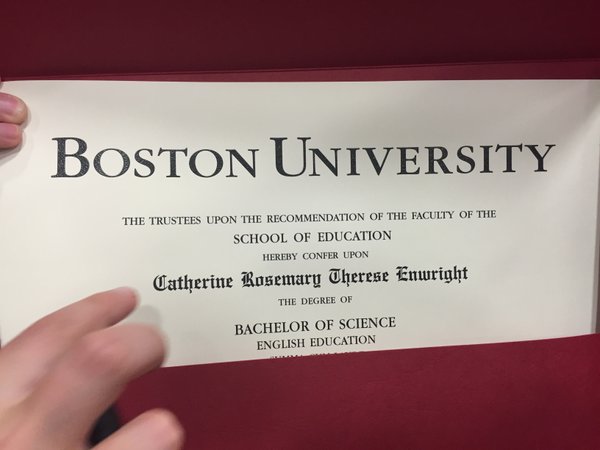 BOSTON UNIVERSITY
THE TRUSTEES UPON THE RECOMMENDATION OF THE FACULTY OF THE
SCHOOL OF EDUCATION
HEREBY CONFER UPON
Catherine Rosemary Therese Enwright
THE DEGREE OF
BACHELOR OF SCIENCE
ENGLISH EDUCATION